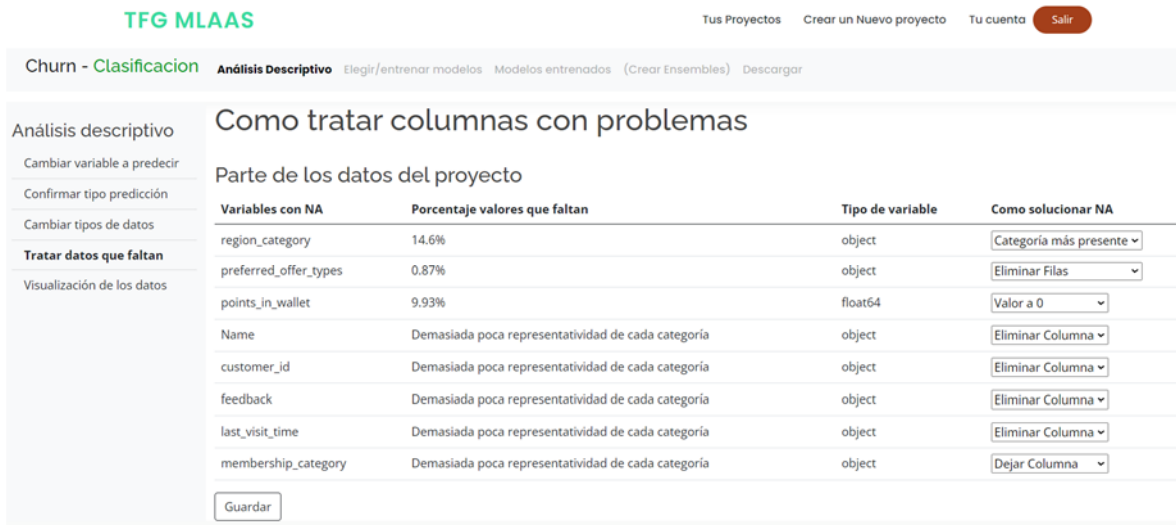 TFG MLAAS
Tus Proyectos Crear un Nuevo proyecto Tu cuenta Salir
Churn - Clasificacion Análisis Descriptivo Elegir/entrenar modelos Modelos entrenados (Crear Ensembles) Descargar
Análisis descriptivo
Cambiar variable a predecir
Confirmar tipo predicción
Cambiar tipos de datos
Tratar datos que faltan
Visualización de los datos
Como tratar columnas con problemas
Parte de los datos del proyecto
Variables con NA Porcentaje valores que faltan Tipo de variable Como solucionar NA
region_category 14.6% object Categoría más presente
preferred_offer_types 0.87% object Eliminar Filas
points_in_wallet 9.93% float64 Valor a 0
Name Demasiada poca representatividad de cada categoría object Eliminar Columna
customer_id Demasiada poca representatividad de cada categoría object Eliminar Columna
feedback Demasiada poca representatividad de cada categoría object Eliminar Columna
last_visit_time Demasiada poca representatividad de cada categoría object Eliminar Columna
membership_category Demasiada poca representatividad de cada categoría object Dejar Columna
Guardar